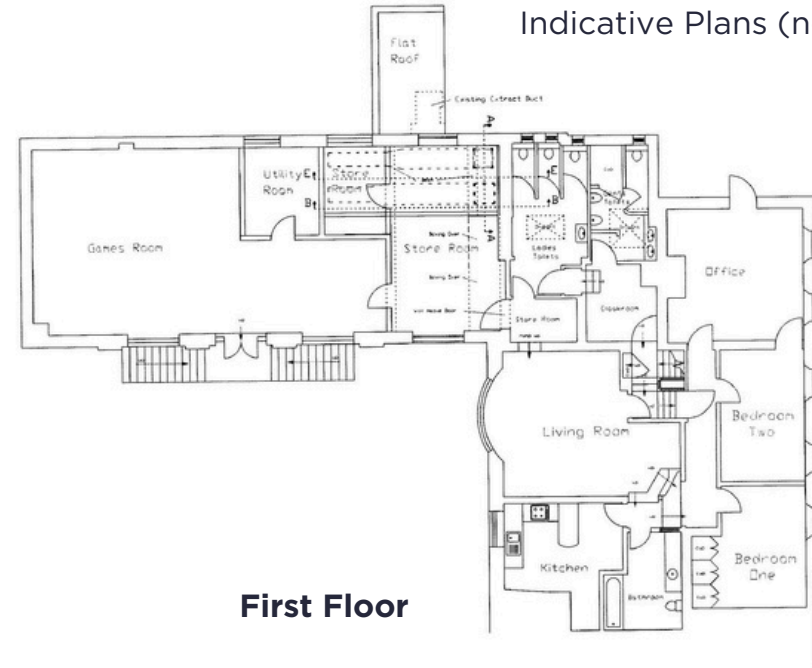 Indicative Plans (n
Flat
Roof
Existing Extract Duct
A
Utility
Room
E
B
Store
Room
E
B
A
Games Room
Store Room
Ladies
Toilets
Office
Store Room
Living Room
Bedroom
Two
Kitchen
Bathroom
Bedroom
One
First Floor